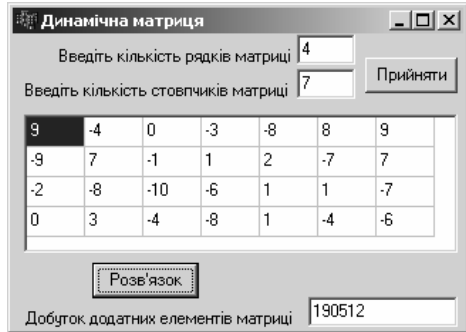 Динамічна матриця
Введіть кількість рядків матриці 4
Введіть кількість стовпчиків матриці 7
Прийняти
9 -4 0 -3 -8 8 9
-9 7 -1 1 2 -7 7
-2 -8 -10 -6 1 1 -7
0 3 -4 -8 1 -4 -6
Розв'язок
Добуток додатних елементів матриці 190512